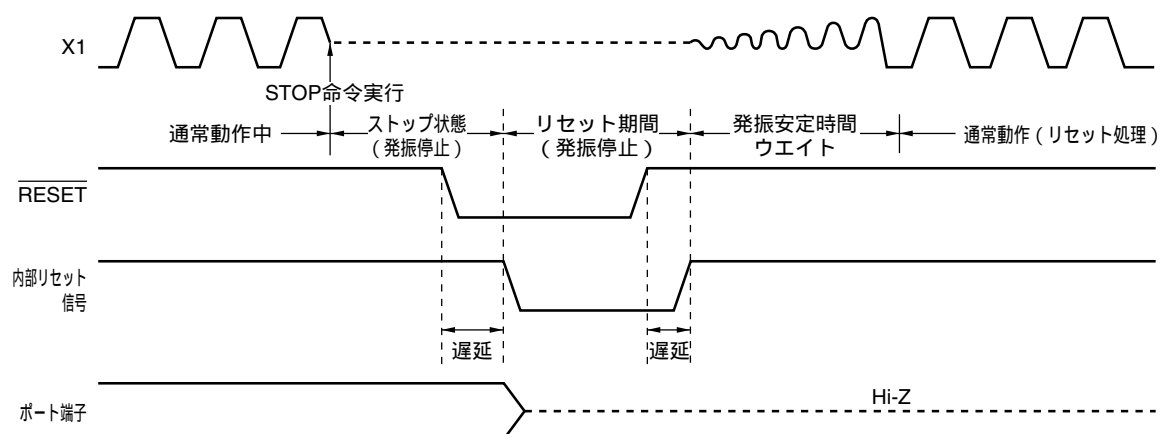 X1
STOP命令実行
通常動作中
ストップ状態
(発振停止)
リセット期間
(発振停止)
発振安定時間
ウエイト
通常動作(リセット処理)
RESET
内部リセット
信号
遅延
遅延
ポート端子
Hi-Z